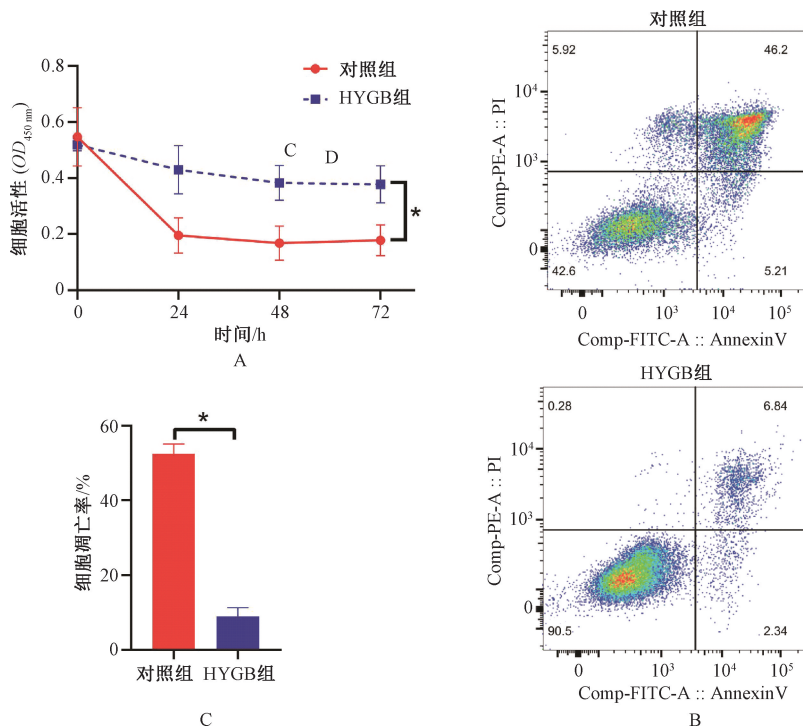 对照组
HYGB组
0.8
0.6
0.4
0.2
0
细胞活性 (OD450 nm)
C D
*
0 24 48 72
时间/h
A
对照组
5.92 46.2
10⁴
10³
0
42.6 5.21
Comp-PE-A :: PI
0 10³ 10⁴ 10⁵
Comp-FITC-A :: AnnexinV
HYGB组
0.28 6.84
10⁴
10³
0
90.5 2.34
Comp-PE-A :: PI
0 10³ 10⁴ 10⁵
Comp-FITC-A :: AnnexinV
B
60
40
20
0
细胞凋亡率/%
*
对照组 HYGB组
C